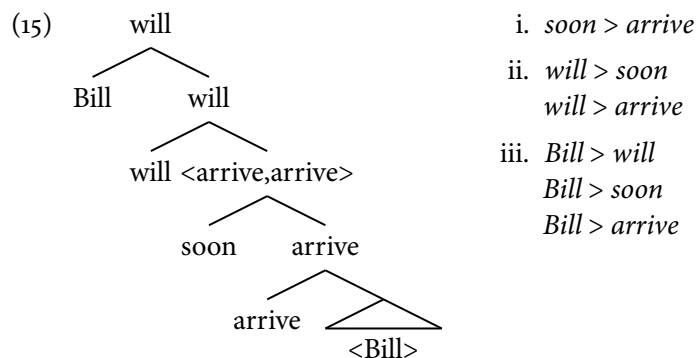 (15)
will
Bill will
will <arrive,arrive>
soon arrive
arrive
<Bill>
i. soon > arrive
ii. will > soon
will > arrive
iii. Bill > will
Bill > soon
Bill > arrive